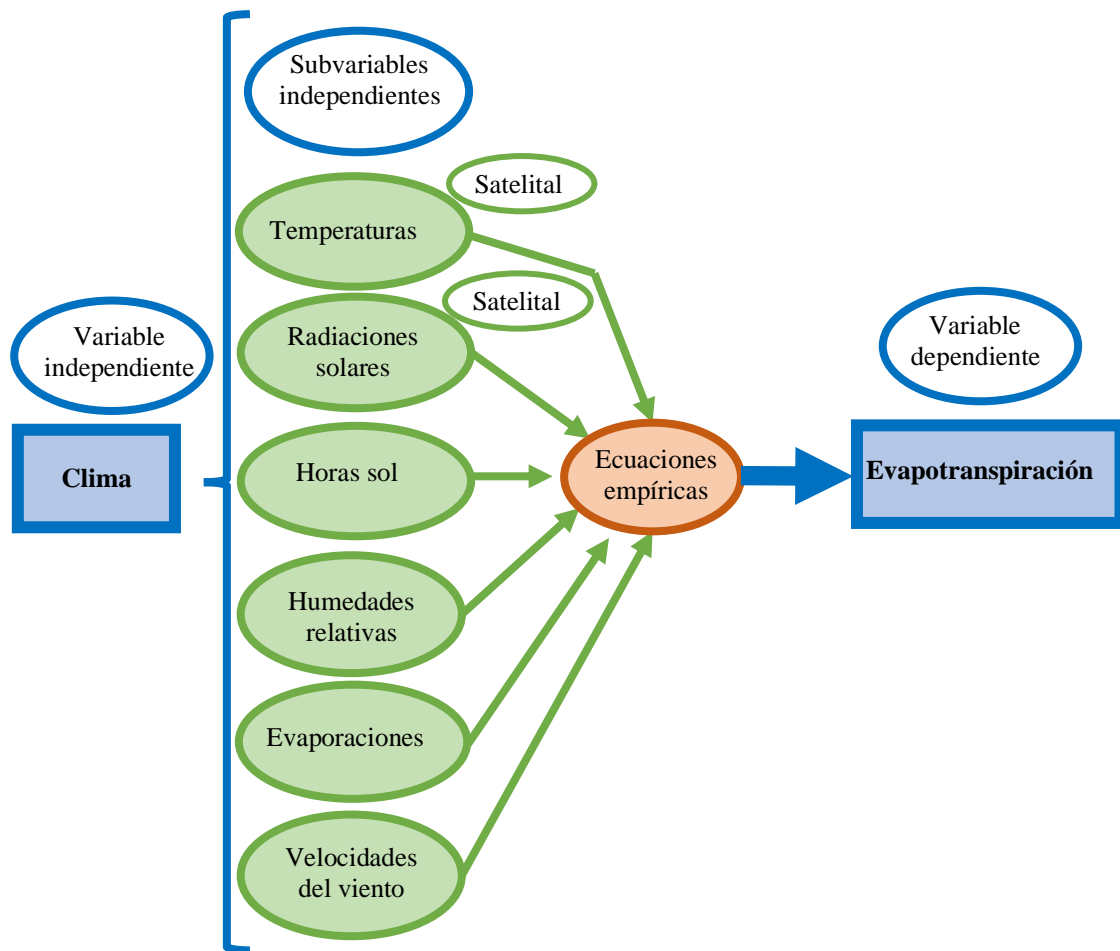 Subvariables
independientes
Satelital
Temperaturas
Satelital
Radiaciones
solares
Variable
independiente
Variable
dependiente
Clima
Horas sol
Ecuaciones
empíricas
Evapotranspiración
Humedades
relativas
Evaporaciones
Velocidades
del viento